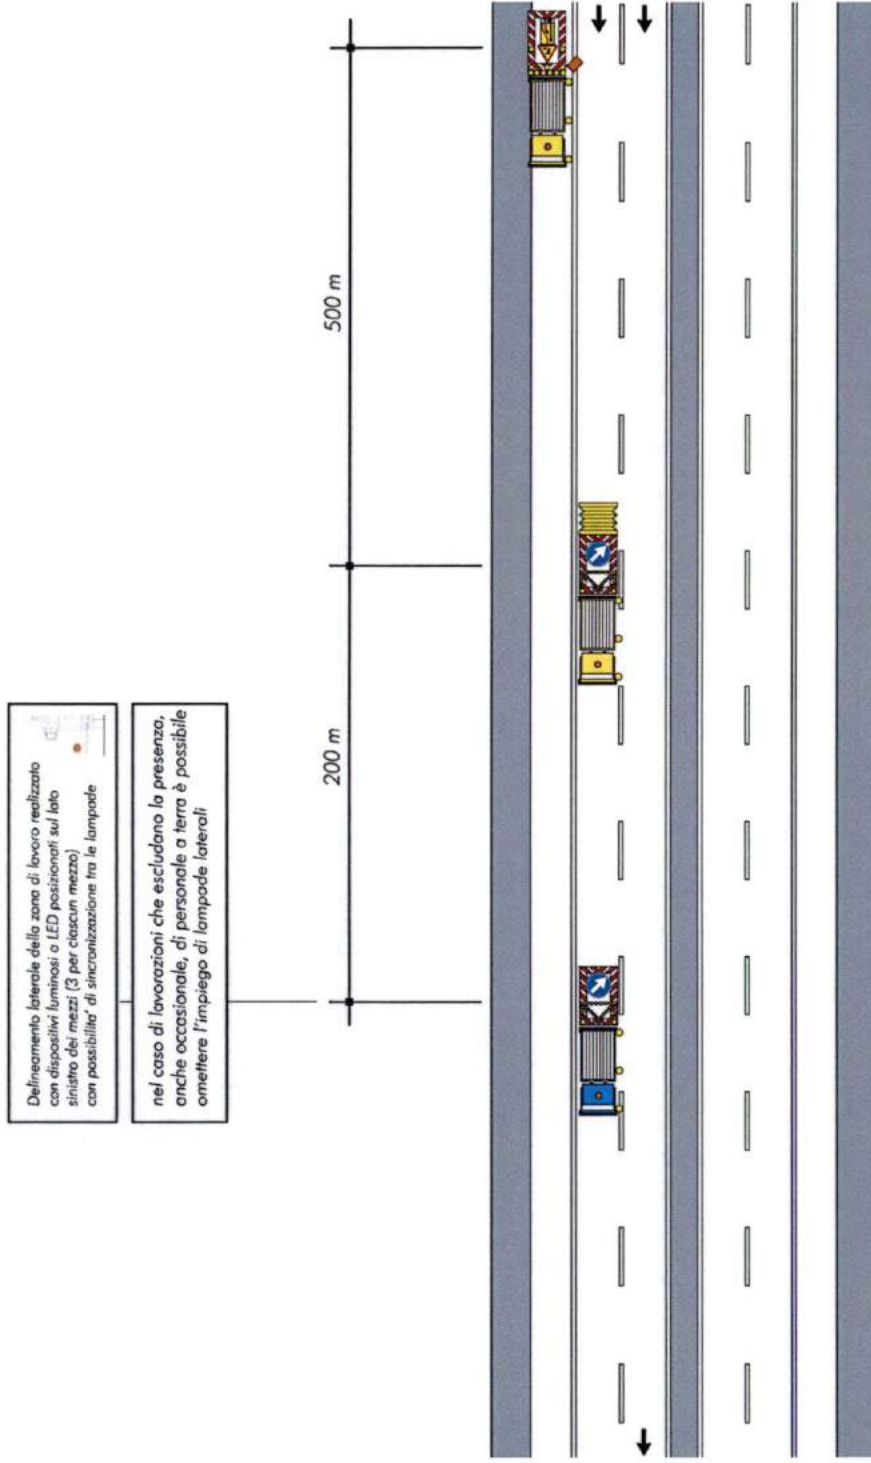 Delineamento laterale della zona di lavoro realizzato
con dispositivi luminosi a LED posizionati sul lato
sinistro dei mezzi (3 per ciascun mezzo)
con possibilita' di sincronizzazione tra le lampade
nel caso di lavorazioni che escludano la presenza,
anche occasionale, di personale a terra è possibile
omettere l'impiego di lampade laterali
200 m
500 m